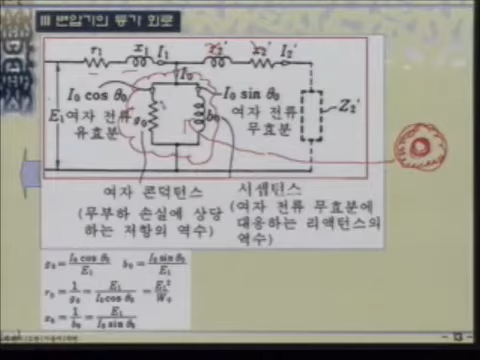 III 변압기의 등가 회로
r₁ x₁ I₁ r₂' x₂' I₂'
I₀
I₀ cos θ₀ I₀ sin θ₀
E₁ 여자 전류 유효분 g₀ b₀ 여자 전류 무효분 Z₂'
여자 콘덕턴스 서셉턴스
(무부하 손실에 상당 (여자 전류 무효분에
하는 저항의 역수) 대응하는 리액턴스의
역수)
g₀ = I₀ cos θ₀ / E₁ b₀ = I₀ sin θ₀ / E₁
r₀ = 1 / g₀ = E₁ / I₀ cos θ₀ = E₁² / W₀
x₀ = 1 / b₀ = E₁ / I₀ sin θ₀
- 13 -